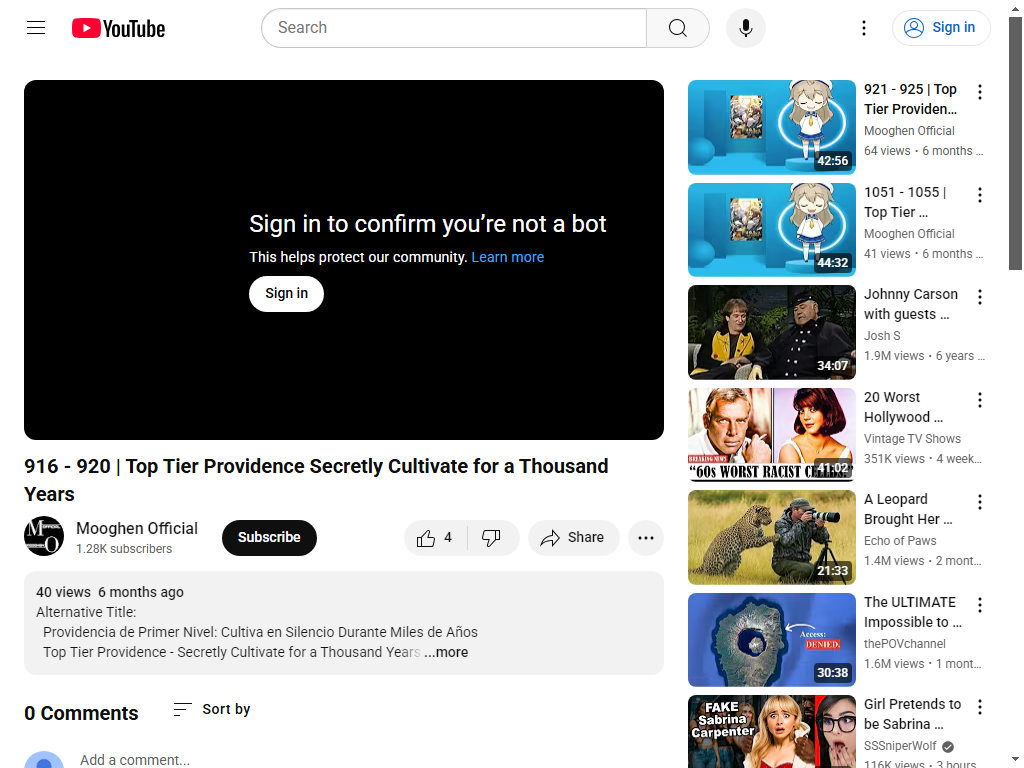 YouTube
Search
Sign in
Sign in to confirm you’re not a bot
This helps protect our community. Learn more
Sign in
916 - 920 | Top Tier Providence Secretly Cultivate for a Thousand
Years
Mooghen Official
1.28K subscribers
Subscribe
4
Share
40 views 6 months ago
Alternative Title:
Providencia de Primer Nivel: Cultiva en Silencio Durante Miles de Años
Top Tier Providence - Secretly Cultivate for a Thousand Years ...more
0 Comments
Sort by
Add a comment...
42:56
921 - 925 | Top
Tier Providen...
Mooghen Official
64 views • 6 months ...
44:32
1051 - 1055 |
Top Tier ...
Mooghen Official
41 views • 6 months ...
34:07
Johnny Carson
with guests ...
Josh S
1.9M views • 6 years ...
BREAKING NEWS
"60s WORST RACIST
41:02
20 Worst
Hollywood ...
Vintage TV Shows
351K views • 4 week...
21:33
A Leopard
Brought Her ...
Echo of Paws
1.4M views • 2 mont...
Access:
DENIED.
30:38
The ULTIMATE
Impossible to ...
thePOVchannel
1.6M views • 1 mont...
FAKE
Sabrina
Carpenter
Girl Pretends to
be Sabrina ...
SSSniperWolf
116K views • 3 hours